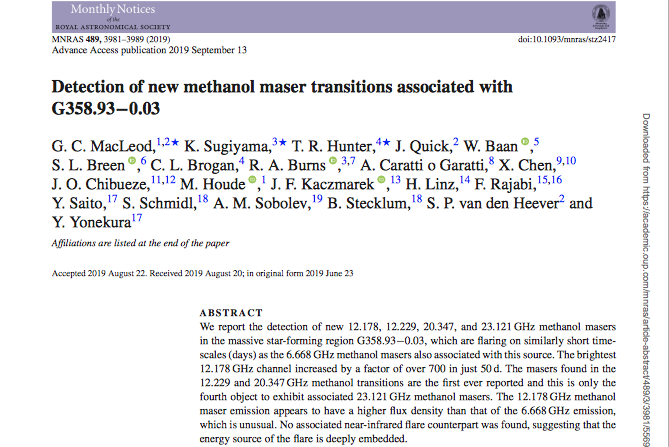 Monthly Notices
of the
ROYAL ASTRONOMICAL SOCIETY
MNRAS 489, 3981–3989 (2019)
doi:10.1093/mnras/stz2417
Advance Access publication 2019 September 13
Detection of new methanol maser transitions associated with
G358.93−0.03
G. C. MacLeod,1,2★ K. Sugiyama,3★ T. R. Hunter,4★ J. Quick,2 W. Baan,5
S. L. Breen,6 C. L. Brogan,4 R. A. Burns,3,7 A. Caratti o Garatti,8 X. Chen,9,10
J. O. Chibueze,11,12 M. Houde,1 J. F. Kaczmarek,13 H. Linz,14 F. Rajabi,15,16
Y. Saito,17 S. Schmidl,18 A. M. Sobolev,19 B. Stecklum,18 S. P. van den Heever2 and
Y. Yonekura17
Affiliations are listed at the end of the paper
Accepted 2019 August 22. Received 2019 August 20; in original form 2019 June 23
ABSTRACT
We report the detection of new 12.178, 12.229, 20.347, and 23.121 GHz methanol masers
in the massive star-forming region G358.93−0.03, which are flaring on similarly short time-
scales (days) as the 6.668 GHz methanol masers also associated with this source. The brightest
12.178 GHz channel increased by a factor of over 700 in just 50 d. The masers found in the
12.229 and 20.347 GHz methanol transitions are the first ever reported and this is only the
fourth object to exhibit associated 23.121 GHz methanol masers. The 12.178 GHz methanol
maser emission appears to have a higher flux density than that of the 6.668 GHz emission,
which is unusual. No associated near-infrared flare counterpart was found, suggesting that the
energy source of the flare is deeply embedded.
Downloaded from https://academic.oup.com/mnras/article-abstract/489/3/3981/5569